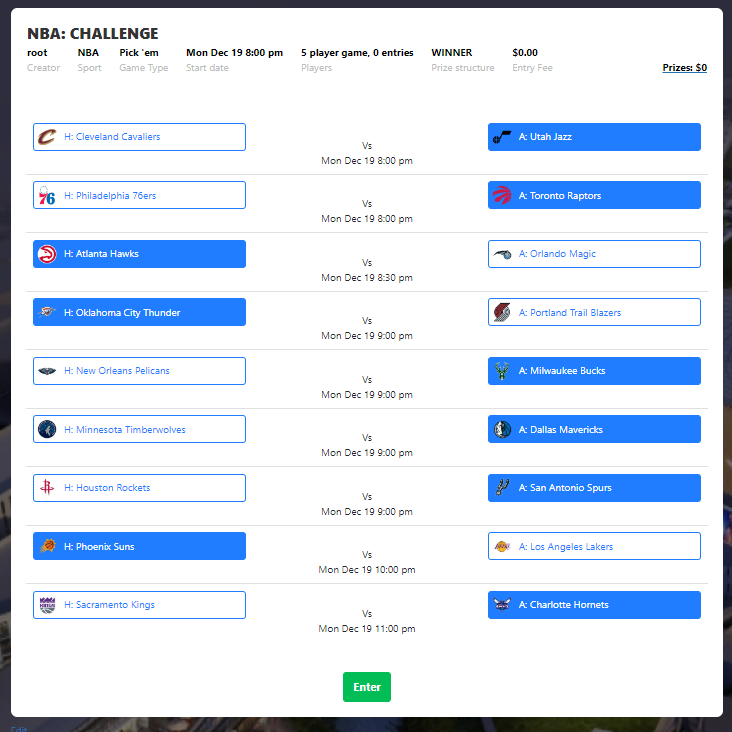 NBA: CHALLENGE
root NBA Pick 'em Mon Dec 19 8:00 pm 5 player game, 0 entries WINNER $0.00
Creator Sport Game Type Start date Players Prize structure Entry Fee Prizes: $0
H: Cleveland Cavaliers A: Utah Jazz
Vs
Mon Dec 19 8:00 pm
76 H: Philadelphia 76ers A: Toronto Raptors
Vs
Mon Dec 19 8:00 pm
H: Atlanta Hawks A: Orlando Magic
Vs
Mon Dec 19 8:30 pm
H: Oklahoma City Thunder A: Portland Trail Blazers
Vs
Mon Dec 19 9:00 pm
H: New Orleans Pelicans A: Milwaukee Bucks
Vs
Mon Dec 19 9:00 pm
H: Minnesota Timberwolves A: Dallas Mavericks
Vs
Mon Dec 19 9:00 pm
H: Houston Rockets A: San Antonio Spurs
Vs
Mon Dec 19 9:00 pm
H: Phoenix Suns A: Los Angeles Lakers
Vs
Mon Dec 19 10:00 pm
H: Sacramento Kings A: Charlotte Hornets
Vs
Mon Dec 19 11:00 pm
Enter